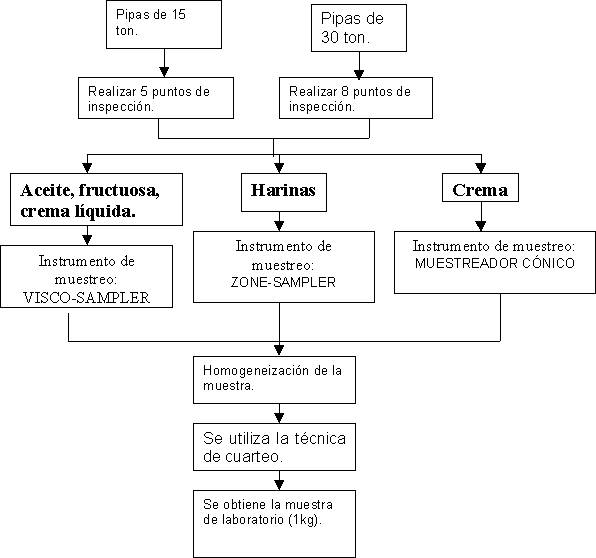 Pipas de 15
ton.
Pipas de
30 ton.
Realizar 5 puntos de
inspección.
Realizar 8 puntos de
inspección.
Aceite, fructuosa,
crema líquida.
Harinas
Crema
Instrumento de
muestreo:
VISCO-SAMPLER
Instrumento de
muestreo:
ZONE-SAMPLER
Instrumento de muestreo:
MUESTREADOR CÓNICO
Homogeneización de la
muestra.
Se utiliza la técnica
de cuarteo.
Se obtiene la muestra
de laboratorio (1kg).